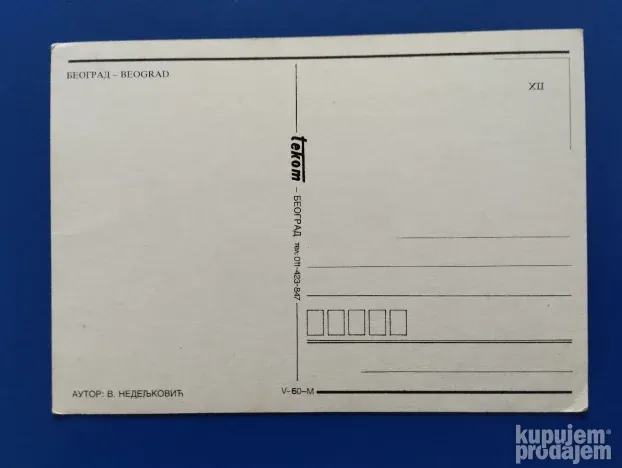 БЕОГРАД – BEOGRAD
XII
tekom – БЕОГРАД тел. 011-423-847
АУТОР: В. НЕДЕЉКОВИЋ
V–60–M
kupujem
prodajem